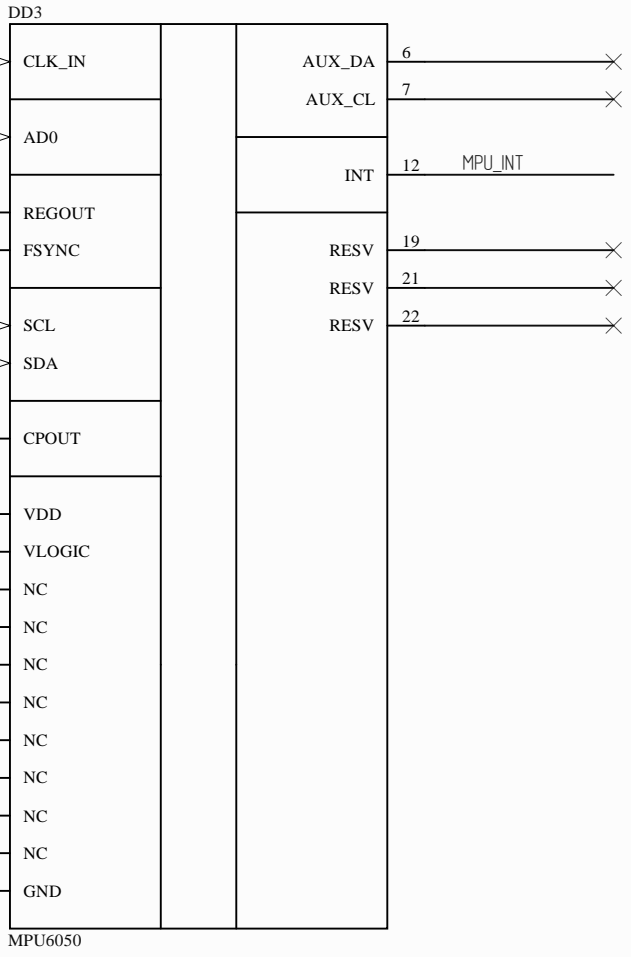 DD3
CLK_IN AUX_DA 6
AUX_CL 7
AD0
INT 12 MPU_INT
REGOUT
FSYNC RESV 19
RESV 21
SCL RESV 22
SDA
CPOUT
VDD
VLOGIC
NC
NC
NC
NC
NC
NC
NC
NC
GND
MPU6050